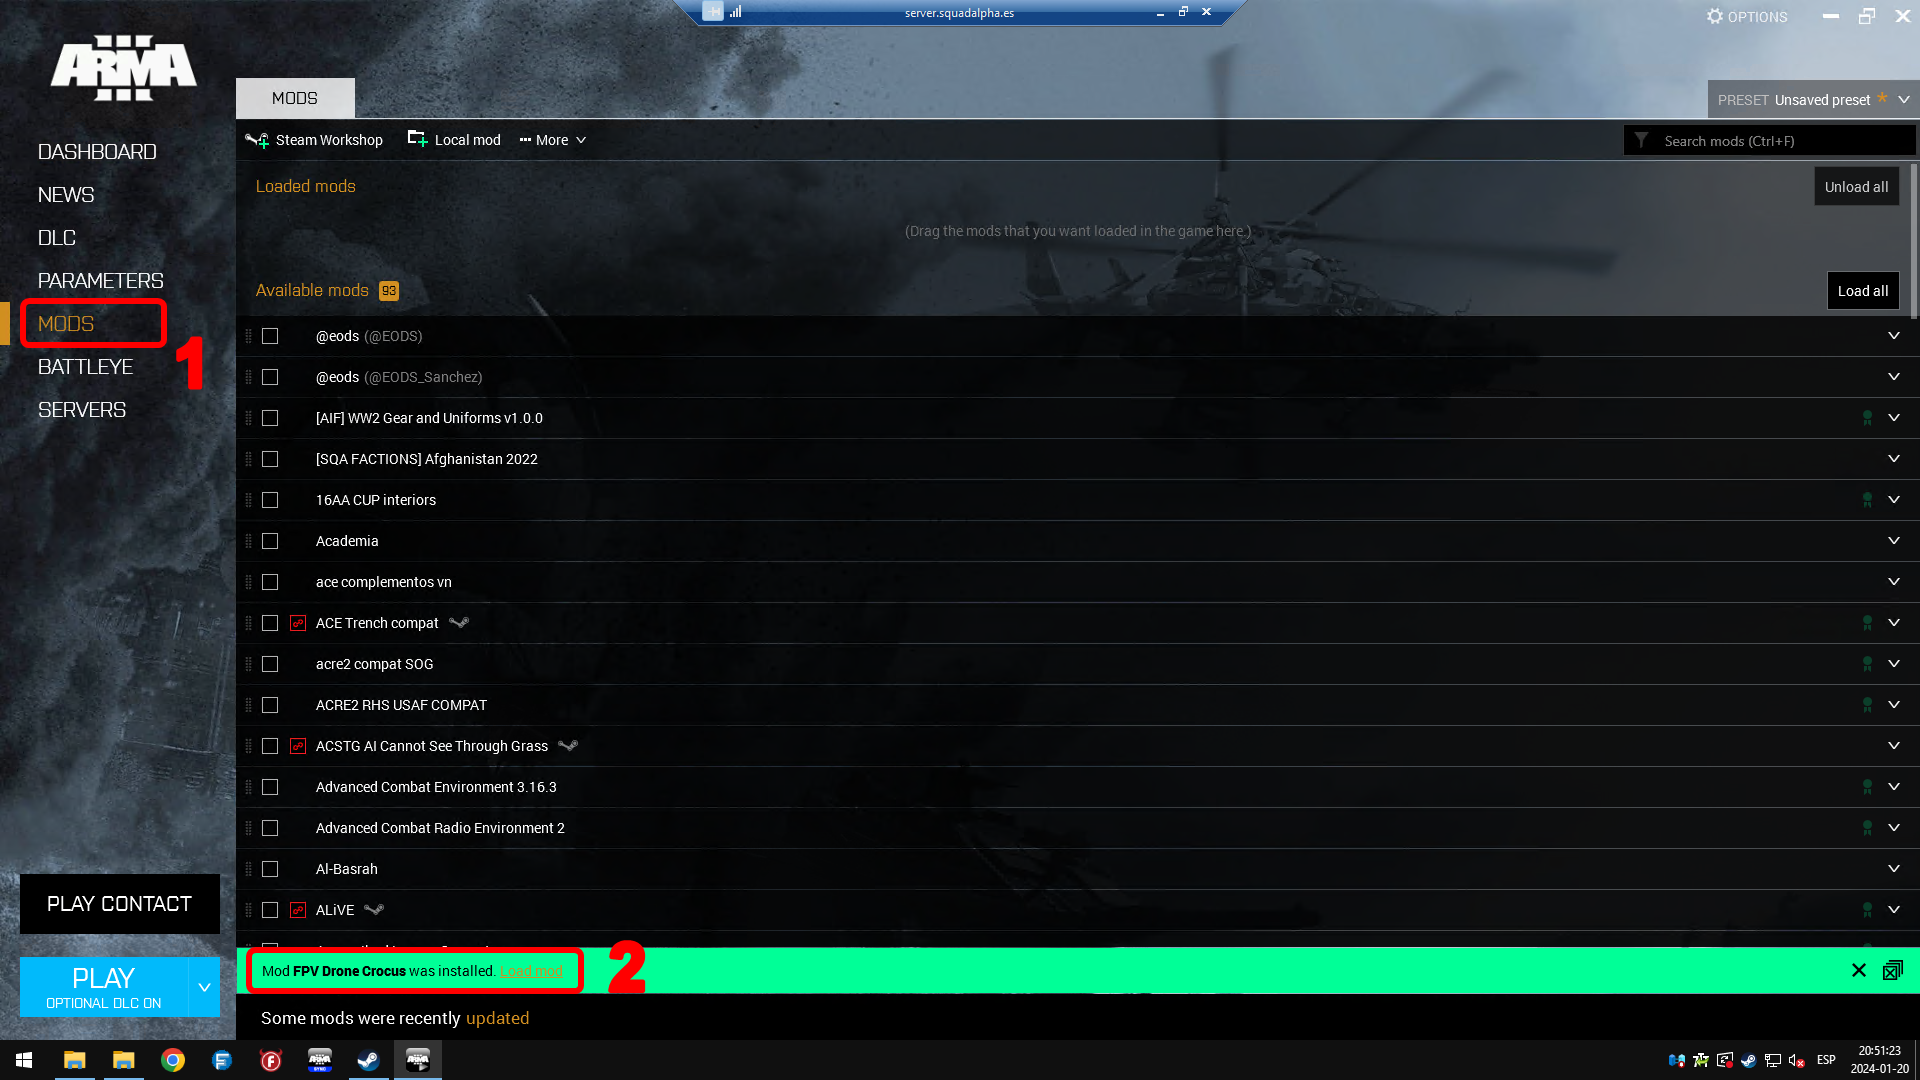 server.squadalpha.es
OPTIONS
ARMA III
MODS
PRESET Unsaved preset *
DASHBOARD
NEWS
DLC
PARAMETERS
MODS
BATTLEYE
SERVERS
1
Steam Workshop
Local mod
More
Search mods (Ctrl+F)
Loaded mods
Unload all
(Drag the mods that you want loaded in the game here.)
Available mods 93
Load all
@eods (@EODS)
@eods (@EODS_Sanchez)
[AIF] WW2 Gear and Uniforms v1.0.0
[SQA FACTIONS] Afghanistan 2022
16AA CUP interiors
Academia
ace complementos vn
ACE Trench compat
acre2 compat SOG
ACRE2 RHS USAF COMPAT
ACSTG AI Cannot See Through Grass
Advanced Combat Environment 3.16.3
Advanced Combat Radio Environment 2
Al-Basrah
ALiVE
PLAY CONTACT
PLAY
OPTIONAL DLC ON
Mod FPV Drone Crocus was installed. Load mod
2
Some mods were recently updated
ESP
20:51:23
2024-01-20